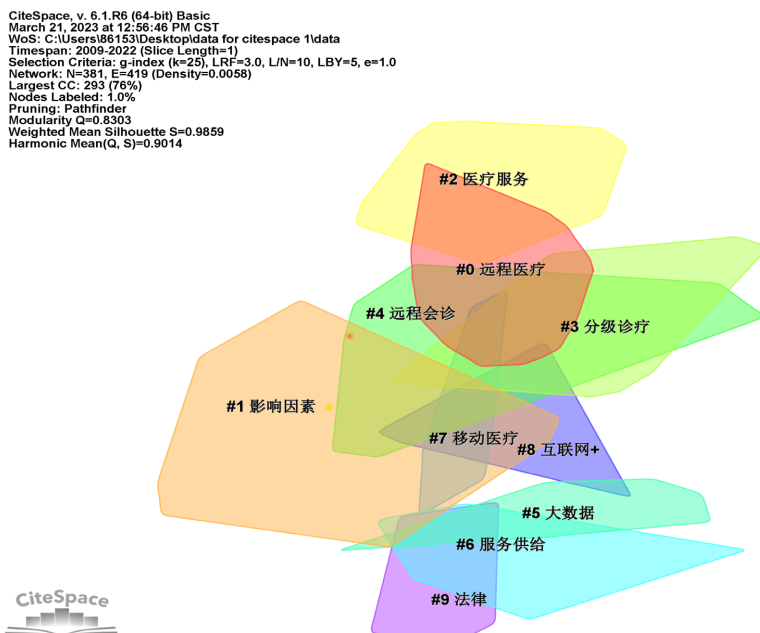 CiteSpace, v. 6.1.R6 (64-bit) Basic
March 21, 2023 at 12:56:46 PM CST
WoS: C:\Users\86153\Desktop\data for citespace 1\data
Timespan: 2009-2022 (Slice Length=1)
Selection Criteria: g-index (k=25), LRF=3.0, L/N=10, LBY=5, e=1.0
Network: N=381, E=419 (Density=0.0058)
Largest CC: 293 (76%)
Nodes Labeled: 1.0%
Pruning: Pathfinder
Modularity Q=0.8303
Weighted Mean Silhouette S=0.9859
Harmonic Mean(Q, S)=0.9014
#2 医疗服务
#0 远程医疗
#4 远程会诊
#3 分级诊疗
#1 影响因素
#7 移动医疗
#8 互联网+
#5 大数据
#6 服务供给
#9 法律
CiteSpace